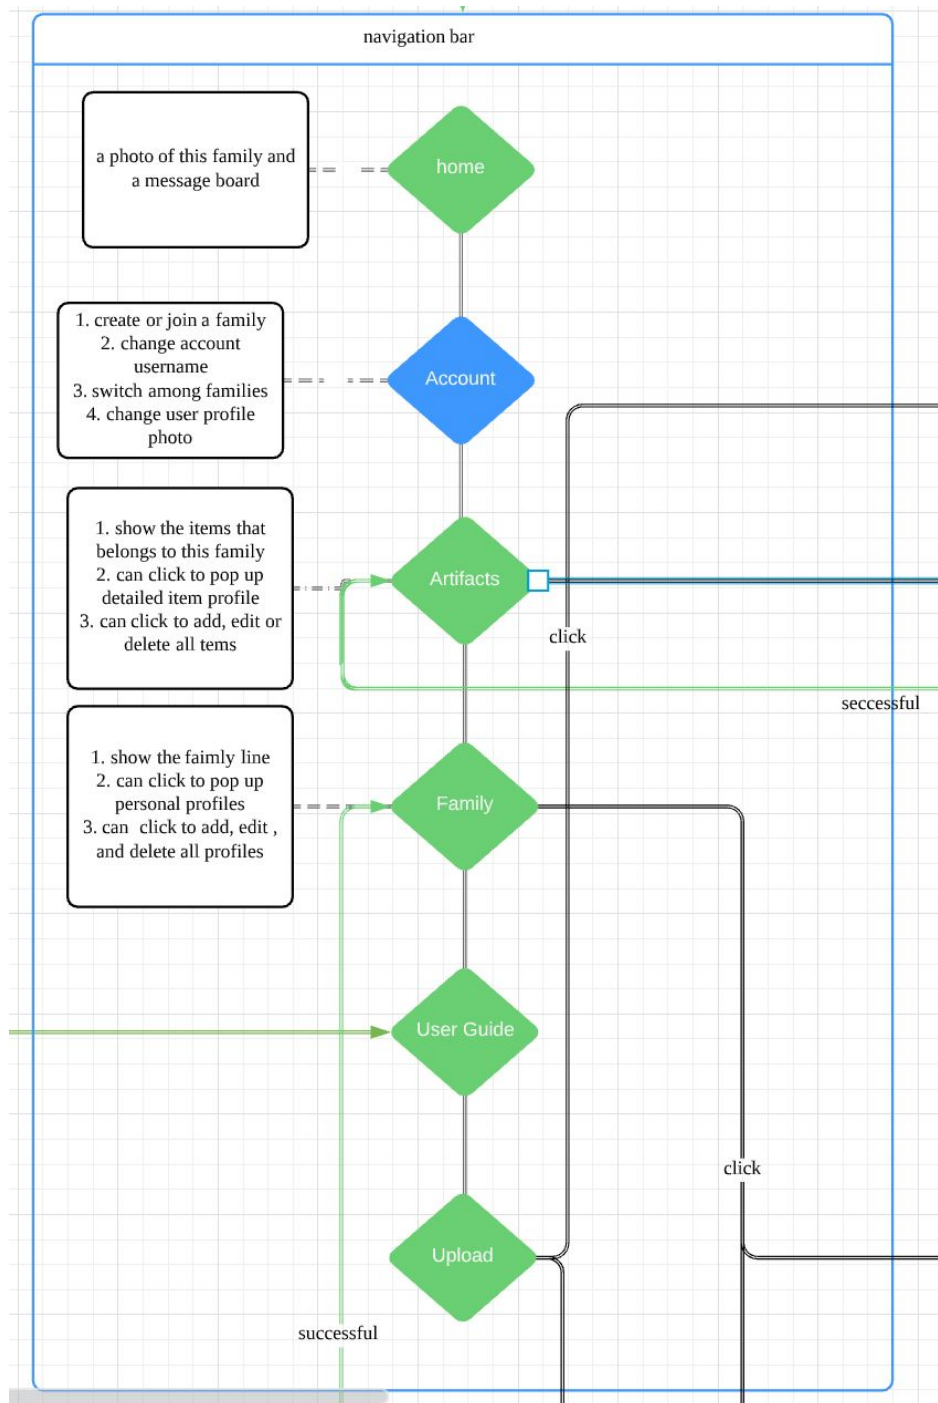 navigation bar
a photo of this family and
a message board
home
1. create or join a family
2. change account
username
3. switch among families
4. change user profile
photo
Account
1. show the items that
belongs to this family
2. can click to pop up
detailed item profile
3. can click to add, edit or
delete all tems
Artifacts
click
seccessful
1. show the faimly line
2. can click to pop up
personal profiles
3. can click to add, edit ,
and delete all profiles
Family
User Guide
click
Upload
successful